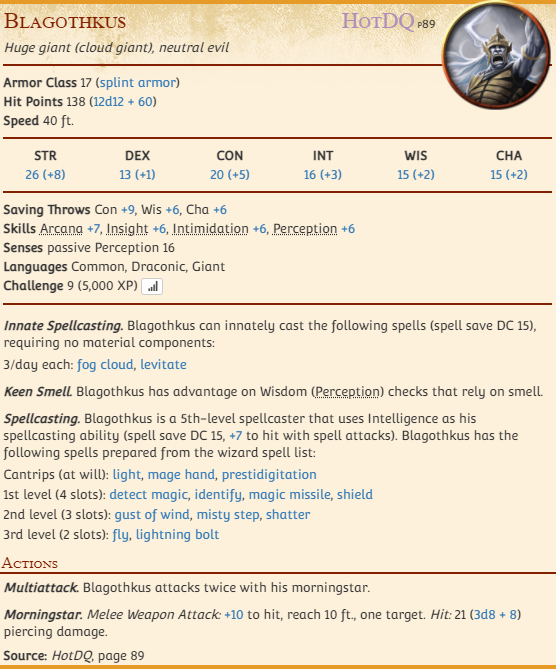 BLAGOTHKUS HOTDQ P89
Huge giant (cloud giant), neutral evil
Armor Class 17 (splint armor)
Hit Points 138 (12d12 + 60)
Speed 40 ft.
STR DEX CON INT WIS CHA
26 (+8) 13 (+1) 20 (+5) 16 (+3) 15 (+2) 15 (+2)
Saving Throws Con +9, Wis +6, Cha +6
Skills Arcana +7, Insight +6, Intimidation +6, Perception +6
Senses passive Perception 16
Languages Common, Draconic, Giant
Challenge 9 (5,000 XP)
Innate Spellcasting. Blagothkus can innately cast the following spells (spell save DC 15),
requiring no material components:
3/day each: fog cloud, levitate
Keen Smell. Blagothkus has advantage on Wisdom (Perception) checks that rely on smell.
Spellcasting. Blagothkus is a 5th-level spellcaster that uses Intelligence as his
spellcasting ability (spell save DC 15, +7 to hit with spell attacks). Blagothkus has the
following spells prepared from the wizard spell list:
Cantrips (at will): light, mage hand, prestidigitation
1st level (4 slots): detect magic, identify, magic missile, shield
2nd level (3 slots): gust of wind, misty step, shatter
3rd level (2 slots): fly, lightning bolt
ACTIONS
Multiattack. Blagothkus attacks twice with his morningstar.
Morningstar. Melee Weapon Attack: +10 to hit, reach 10 ft., one target. Hit: 21 (3d8 + 8)
piercing damage.
Source: HotDQ, page 89